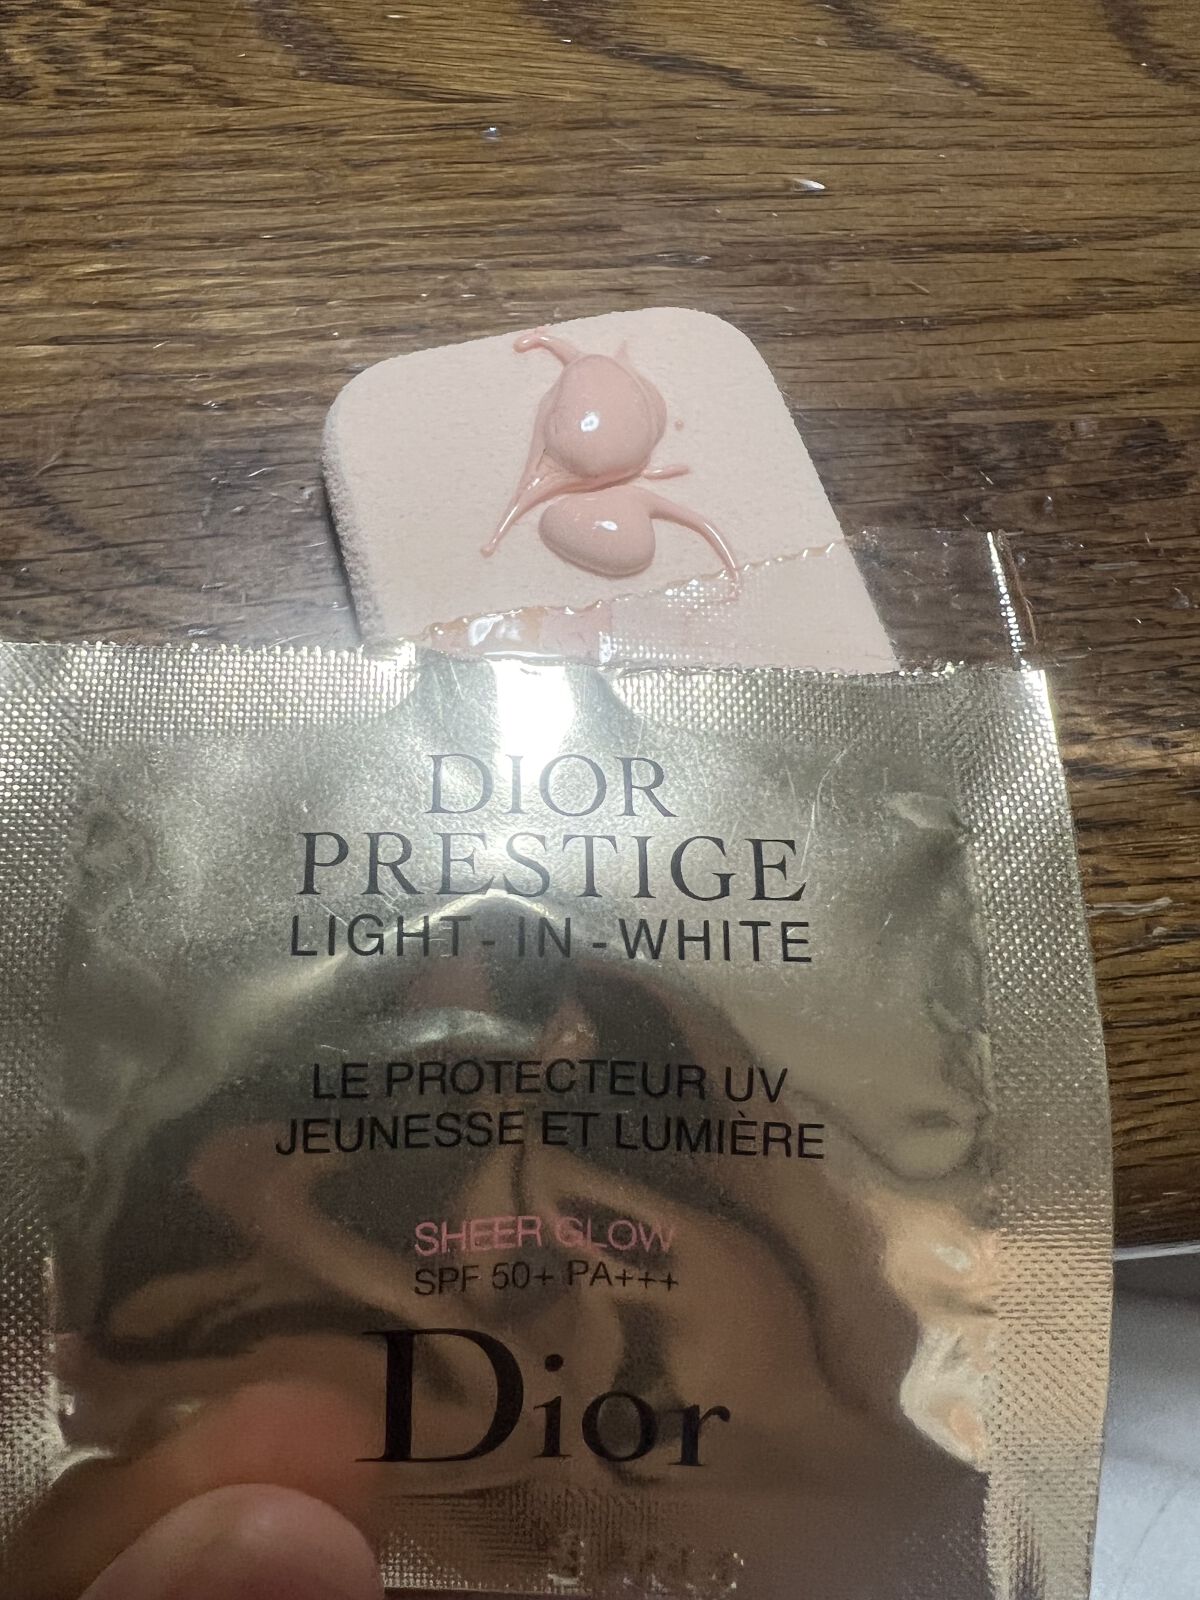 DIOR
PRESTIGE
LIGHT-IN-WHITE
LE PROTECTEUR UV
JEUNESSE ET LUMIÈRE
SHEER GLOW
SPF 50+ PA+++
Dior